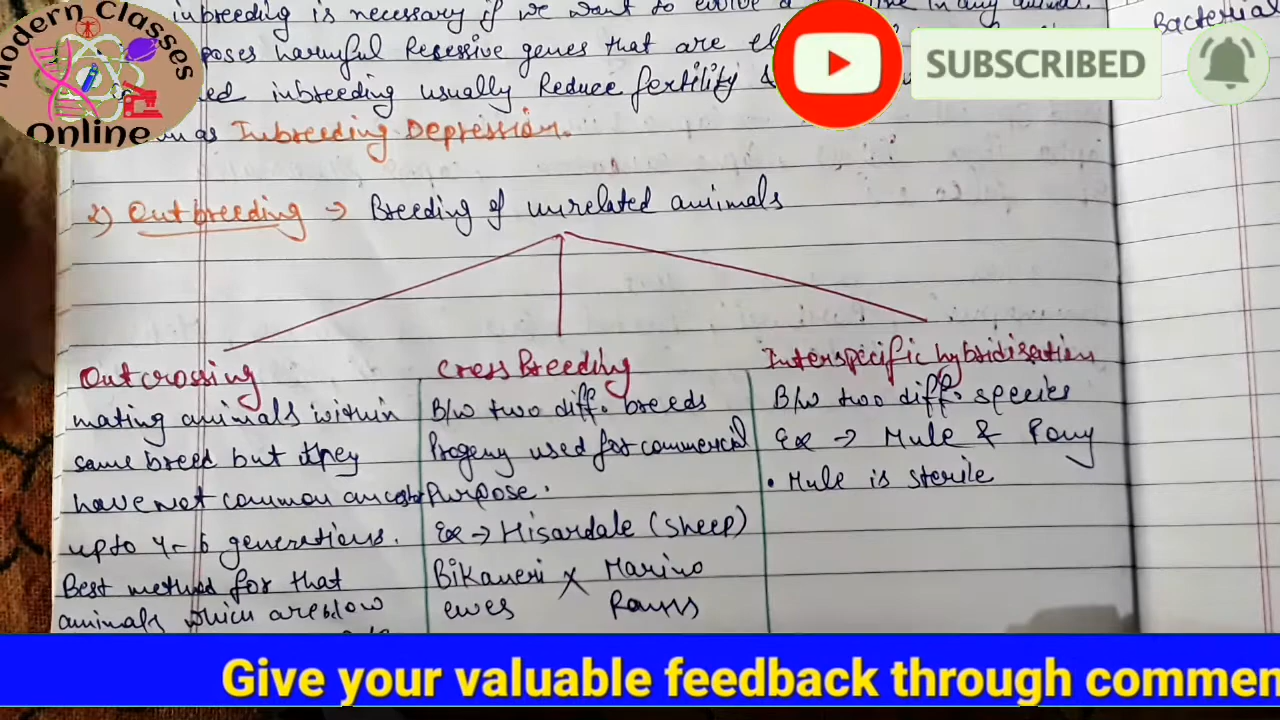 Modern Classes
Online
SUBSCRIBED
inbreeding is necessary if we want to evolve a in any animal.
poses harmful Recessive genes that are
ed inbreeding usually Reduce fertility &
as Inbreeding Depression.
Bacterial
2) Outbreeding → Breeding of unrelated animals
Outcrossing
mating animals within
same breed but they
have not common ancestor
upto 4-6 generations.
Best method for that
animals which are below
Cross Breeding
B/w two diff. breeds
Progeny used for commercial
Purpose.
Ex → Hisardale (sheep)
Bikaneri X Marino
ewes Rams
Interspecific hybridisation
B/w two diff. species
Ex → Mule & Pony
• Mule is sterile
Give your valuable feedback through commen